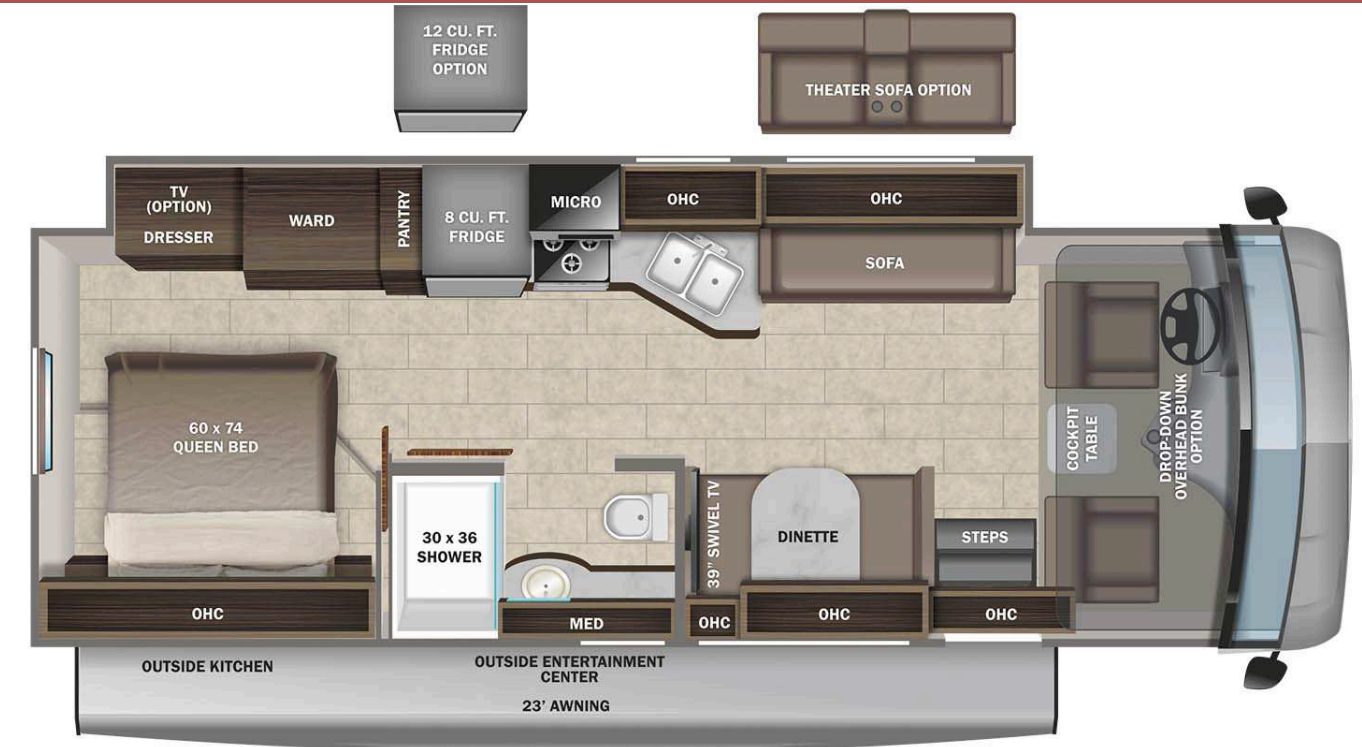 12 CU. FT.
FRIDGE
OPTION
THEATER SOFA OPTION
TV
(OPTION)
DRESSER
WARD
PANTRY
8 CU. FT.
FRIDGE
MICRO
OHC
OHC
SOFA
60 x 74
QUEEN BED
COCKPIT
TABLE
DROP-DOWN
OVERHEAD BUNK
OPTION
30 x 36
SHOWER
39" SWIVEL TV
DINETTE
STEPS
OHC
MED
OHC
OHC
OHC
OUTSIDE KITCHEN
OUTSIDE ENTERTAINMENT
CENTER
23' AWNING